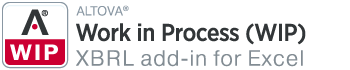 A®
WIP
ALTOVA®
Work in Process (WIP)
XBRL add-in for Excel